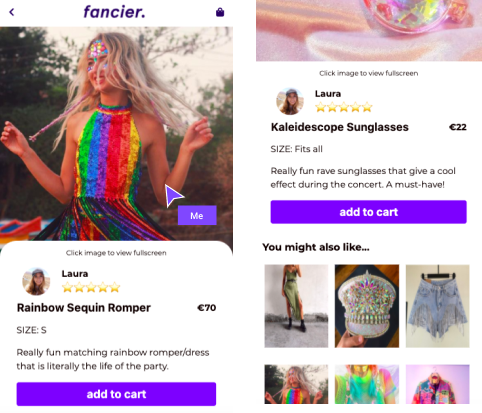 fancier.
Me
Click image to view fullscreen
Laura
Rainbow Sequin Romper
€70
SIZE: S
Really fun matching rainbow romper/dress
that is literally the life of the party.
add to cart
Click image to view fullscreen
Laura
Kaleidescope Sunglasses
€22
SIZE: Fits all
Really fun rave sunglasses that give a cool
effect during the concert. A must-have!
add to cart
You might also like...